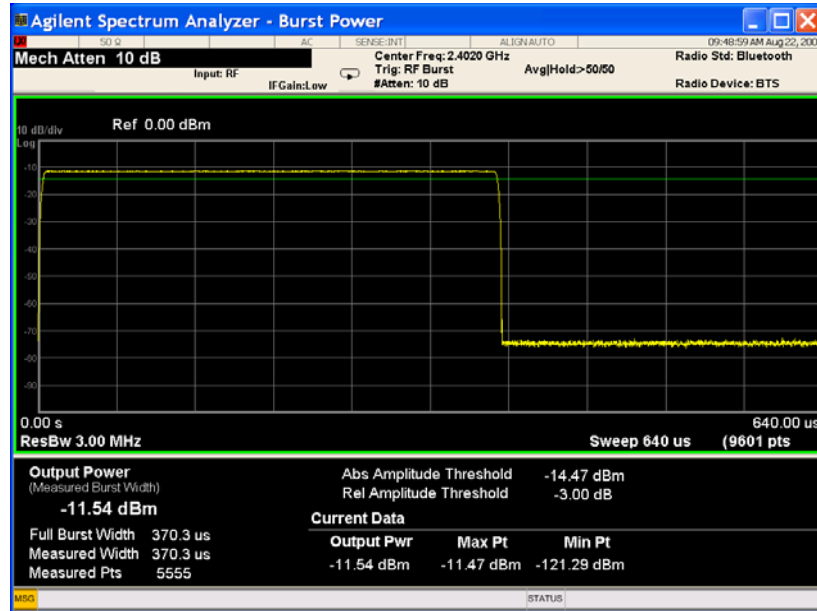 Agilent Spectrum Analyzer - Burst Power
50 Ω AC SENSE:INT ALIGN AUTO 09:48:59 AM Aug 22, 200
Mech Atten 10 dB
Input: RF
IFGain:Low
Center Freq: 2.4020 GHz
Trig: RF Burst
#Atten: 10 dB
Avg|Hold:>50/50
Radio Std: Bluetooth
Radio Device: BTS
10 dB/div Ref 0.00 dBm
Log
-10
-20
-30
-40
-50
-60
-70
-80
-90
0.00 s 640.00 us
ResBw 3.00 MHz Sweep 640 us (9601 pts
Output Power
(Measured Burst Width)
-11.54 dBm
Full Burst Width 370.3 us
Measured Width 370.3 us
Measured Pts 5555
Abs Amplitude Threshold -14.47 dBm
Rel Amplitude Threshold -3.00 dB
Current Data
Output Pwr Max Pt Min Pt
-11.54 dBm -11.47 dBm -121.29 dBm
MSG STATUS